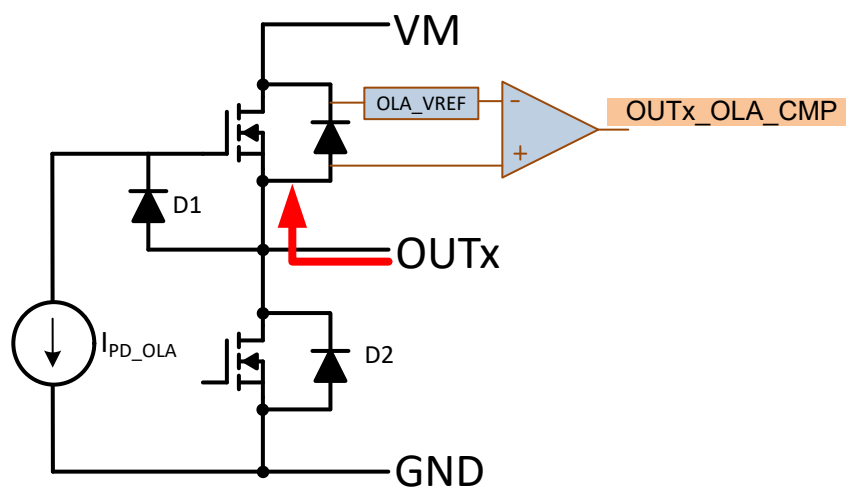 VM
OLA_VREF
-
+
OUTx_OLA_CMP
D1
OUTx
IPD_OLA
D2
GND